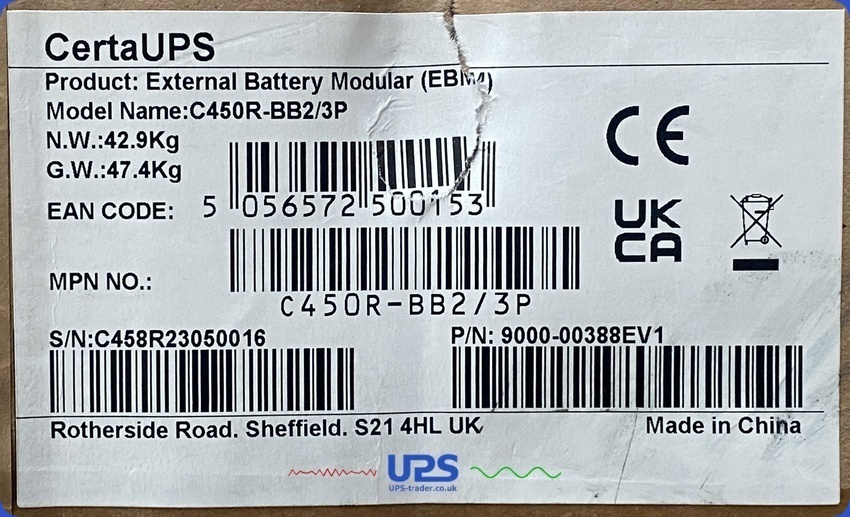 CertaUPS
Product: External Battery Modular (EBM4)
Model Name:C450R-BB2/3P
N.W.:42.9Kg
G.W.:47.4Kg
EAN CODE: 5 056572 500153
CE
UK
CA
MPN NO.:
C450R-BB2/3P
S/N:C458R23050016 P/N: 9000-00388EV1
Rotherside Road. Sheffield. S21 4HL UK Made in China
UPS
UPS-trader.co.uk